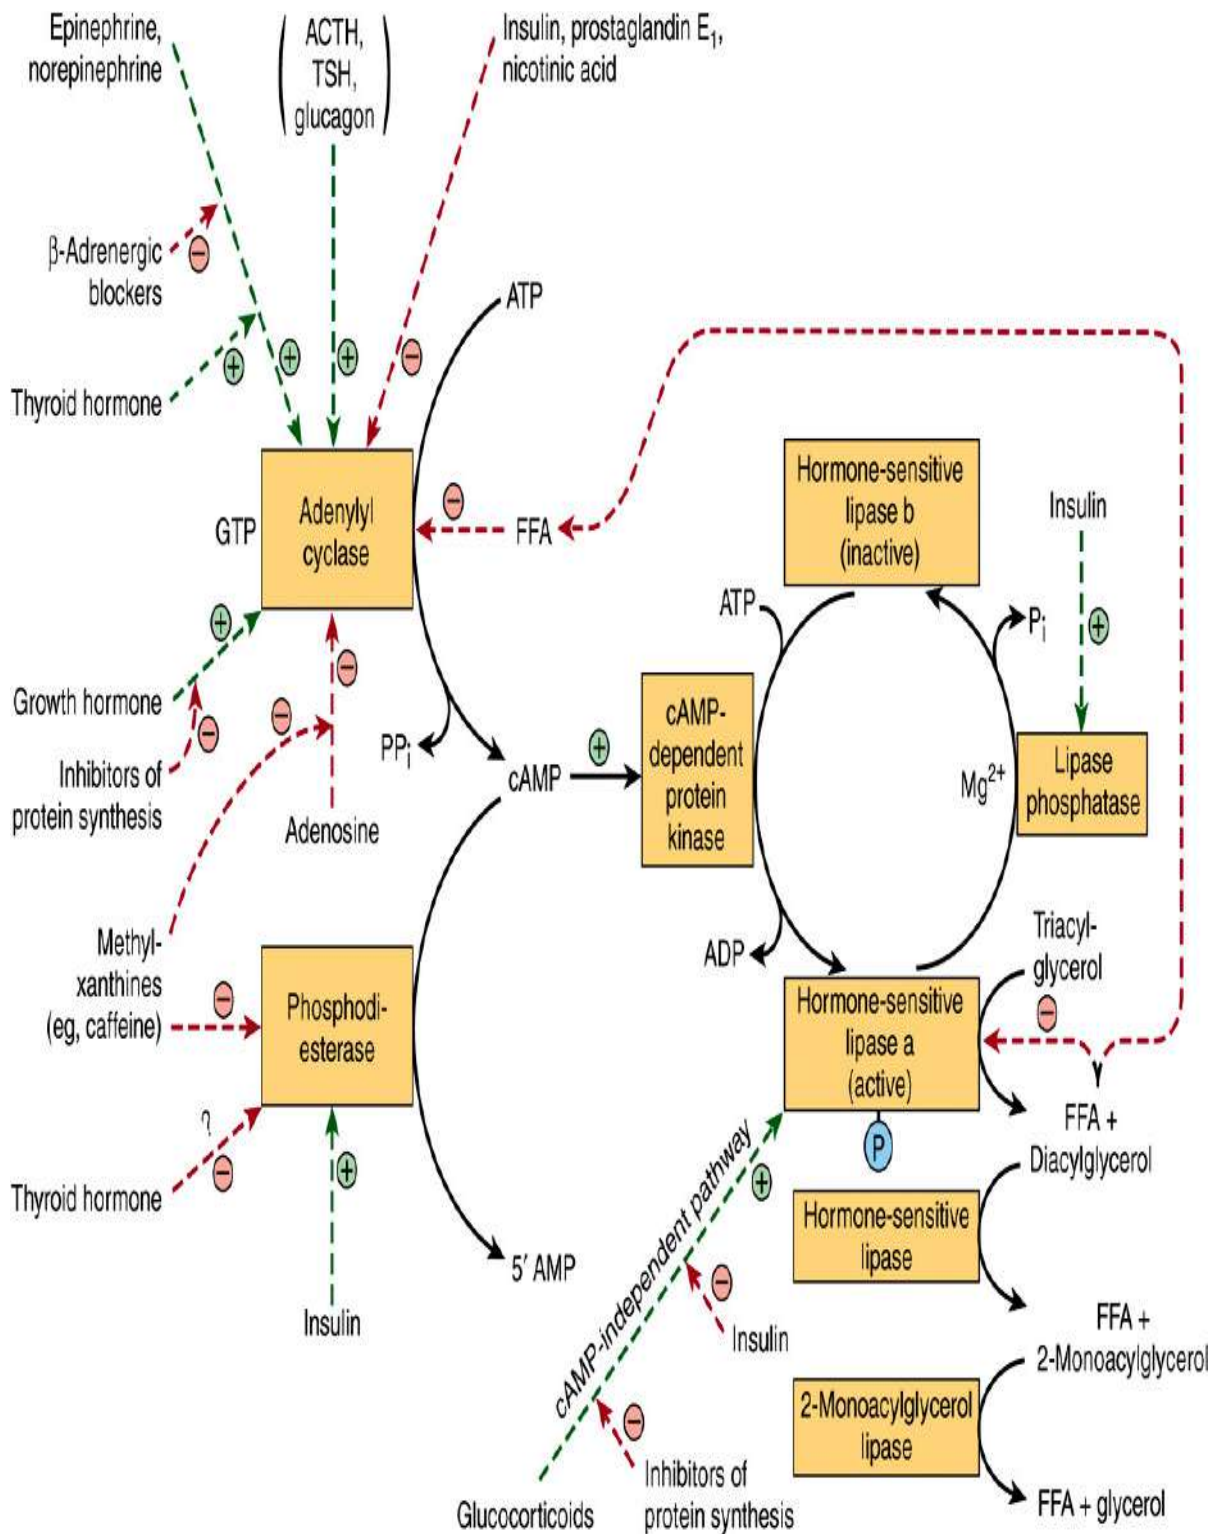 Epinephrine,
norepinephrine
ACTH,
TSH,
glucagon
Insulin, prostaglandin E1,
nicotinic acid
β-Adrenergic
blockers
−
Thyroid hormone
+
+
+
−
ATP
GTP
Adenylyl
cyclase
−
FFA
Hormone-sensitive
lipase b
(inactive)
Insulin
+
ATP
Pi
+
Growth hormone
−
−
−
Inhibitors of
protein synthesis
Adenosine
PPi
cAMP
+
cAMP-
dependent
protein
kinase
Mg2+
Lipase
phosphatase
Methyl-
xanthines
(eg, caffeine)
−
Phosphodi-
esterase
ADP
Triacyl-
glycerol
−
Hormone-sensitive
lipase a
(active)
P
FFA +
Diacylglycerol
?
−
Thyroid hormone
+
Insulin
5′ AMP
cAMP-independent pathway
+
−
Insulin
−
Inhibitors of
protein synthesis
Glucocorticoids
Hormone-sensitive
lipase
FFA +
2-Monoacylglycerol
2-Monoacylglycerol
lipase
FFA + glycerol